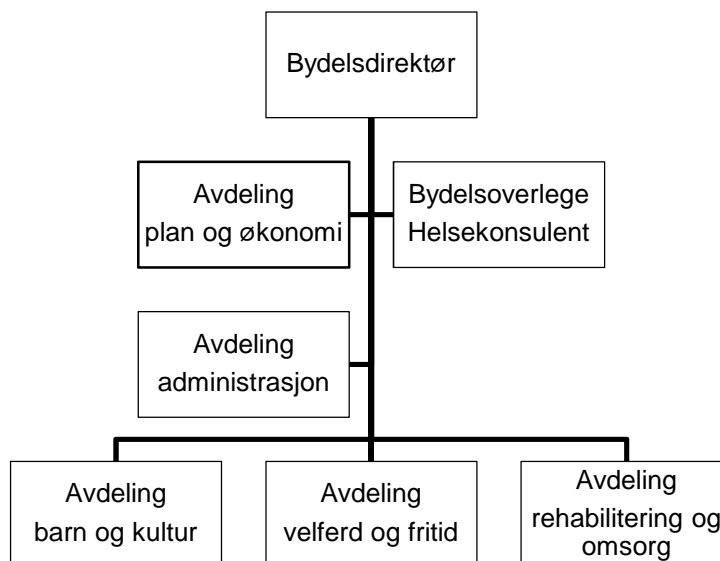 Bydelsdirektør
Avdeling
plan og økonomi
Bydelsoverlege
Helsekonsulent
Avdeling
administrasjon
Avdeling
barn og kultur
Avdeling
velferd og fritid
Avdeling
rehabilitering og
omsorg